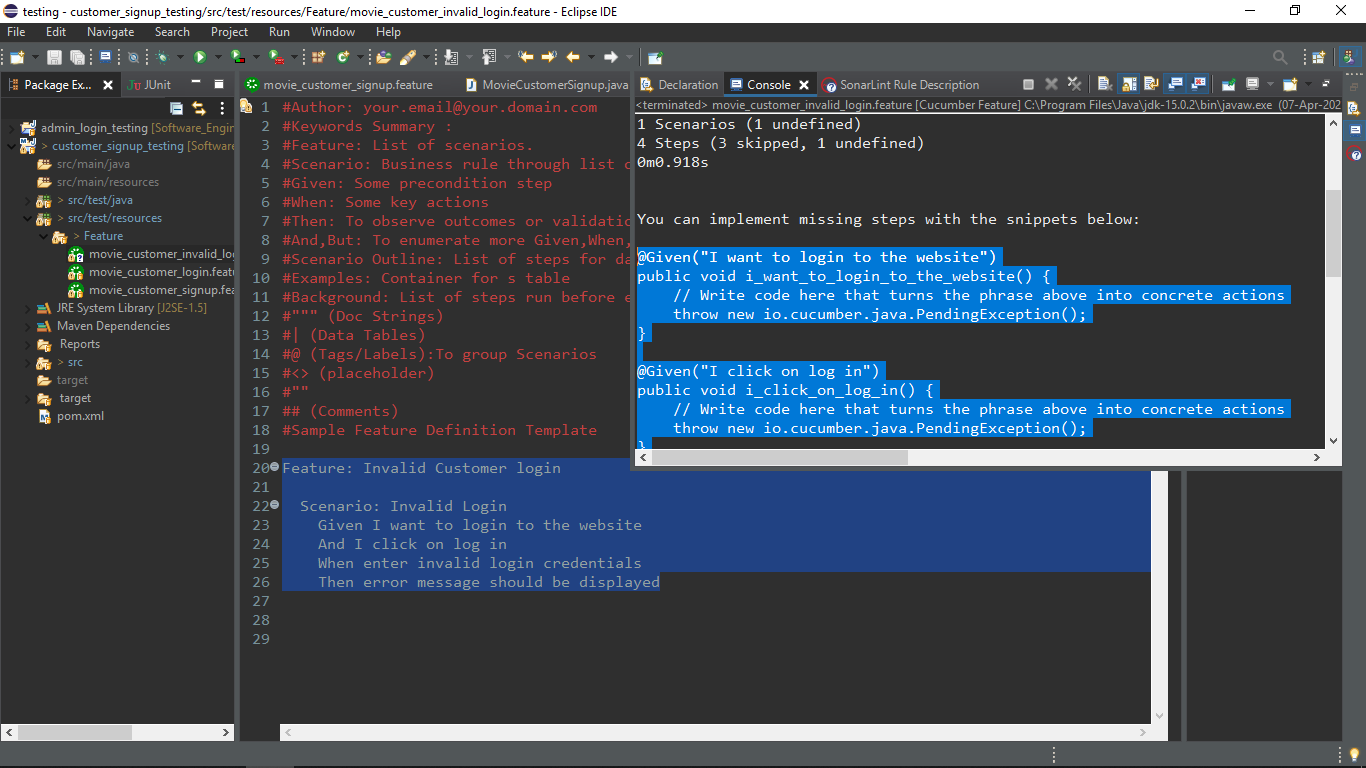 testing - customer_signup_testing/src/test/resources/Feature/movie_customer_invalid_login.feature - Eclipse IDE
File Edit Navigate Search Project Run Window Help
Package Ex...
JUnit
admin_login_testing [Software_Engin
> customer_signup_testing [Software
src/main/java
src/main/resources
> src/test/java
> src/test/resources
> Feature
movie_customer_invalid_lo
movie_customer_login.featu
movie_customer_signup.fea
JRE System Library [J2SE-1.5]
Maven Dependencies
Reports
> src
target
target
pom.xml
movie_customer_signup.feature
MovieCustomerSignup.java
1 #Author: your.email@your.domain.com
2 #Keywords Summary :
3 #Feature: List of scenarios.
4 #Scenario: Business rule through list o
5 #Given: Some precondition step
6 #When: Some key actions
7 #Then: To observe outcomes or validatio
8 #And,But: To enumerate more Given,When,
9 #Scenario Outline: List of steps for da
10 #Examples: Container for s table
11 #Background: List of steps run before e
12 #""" (Doc Strings)
13 #| (Data Tables)
14 #@ (Tags/Labels):To group Scenarios
15 #<> (placeholder)
16 #""
17 ## (Comments)
18 #Sample Feature Definition Template
19
20 Feature: Invalid Customer login
21
22 Scenario: Invalid Login
23 Given I want to login to the website
24 And I click on log in
25 When enter invalid login credentials
26 Then error message should be displayed
27
28
29
Declaration
Console
SonarLint Rule Description
<terminated> movie_customer_invalid_login.feature [Cucumber Feature] C:\Program Files\Java\jdk-15.0.2\bin\javaw.exe (07-Apr-202
1 Scenarios (1 undefined)
4 Steps (3 skipped, 1 undefined)
0m0.918s
You can implement missing steps with the snippets below:
@Given("I want to login to the website")
public void i_want_to_login_to_the_website() {
// Write code here that turns the phrase above into concrete actions
throw new io.cucumber.java.PendingException();
}
@Given("I click on log in")
public void i_click_on_log_in() {
// Write code here that turns the phrase above into concrete actions
throw new io.cucumber.java.PendingException();
}